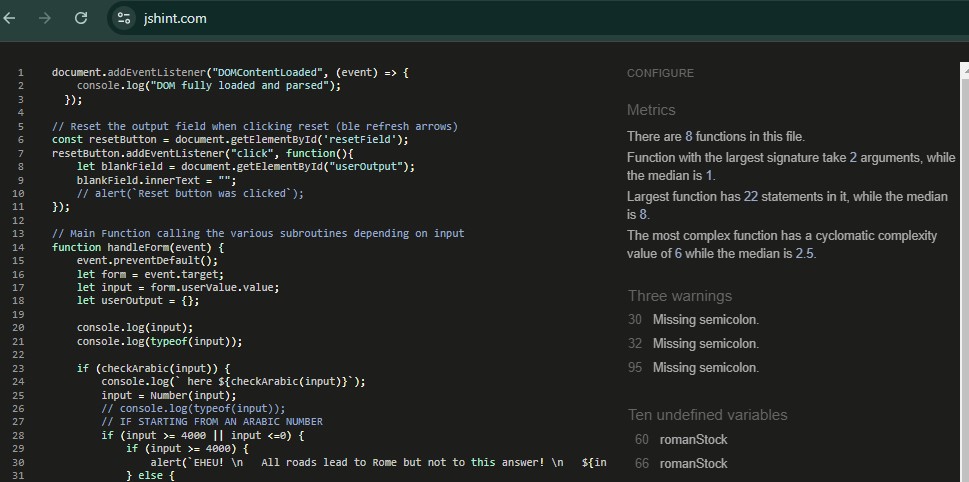 jshint.com
1 document.addEventListener("DOMContentLoaded", (event) => {
2 console.log("DOM fully loaded and parsed");
3 });
4
5 // Reset the output field when clicking reset (ble refresh arrows)
6 const resetButton = document.getElementById('resetField');
7 resetButton.addEventListener("click", function(){
8 let blankField = document.getElementById("userOutput");
9 blankField.innerText = "";
10 // alert(`Reset button was clicked`);
11 });
12
13 // Main Function calling the various subroutines depending on input
14 function handleForm(event) {
15 event.preventDefault();
16 let form = event.target;
17 let input = form.userValue.value;
18 let userOutput = {};
19
20 console.log(input);
21 console.log(typeof(input));
22
23 if (checkArabic(input)) {
24 console.log(` here ${checkArabic(input)}`);
25 input = Number(input);
26 // console.log(typeof(input));
27 // IF STARTING FROM AN ARABIC NUMBER
28 if (input >= 4000 || input <=0) {
29 if (input >= 4000) {
30 alert(`EHEU! \n All roads lead to Rome but not to this answer! \n ${in
31 } else {
CONFIGURE
Metrics
There are 8 functions in this file.
Function with the largest signature take 2 arguments, while
the median is 1.
Largest function has 22 statements in it, while the median
is 8.
The most complex function has a cyclomatic complexity
value of 6 while the median is 2.5.
Three warnings
30 Missing semicolon.
32 Missing semicolon.
95 Missing semicolon.
Ten undefined variables
60 romanStock
66 romanStock